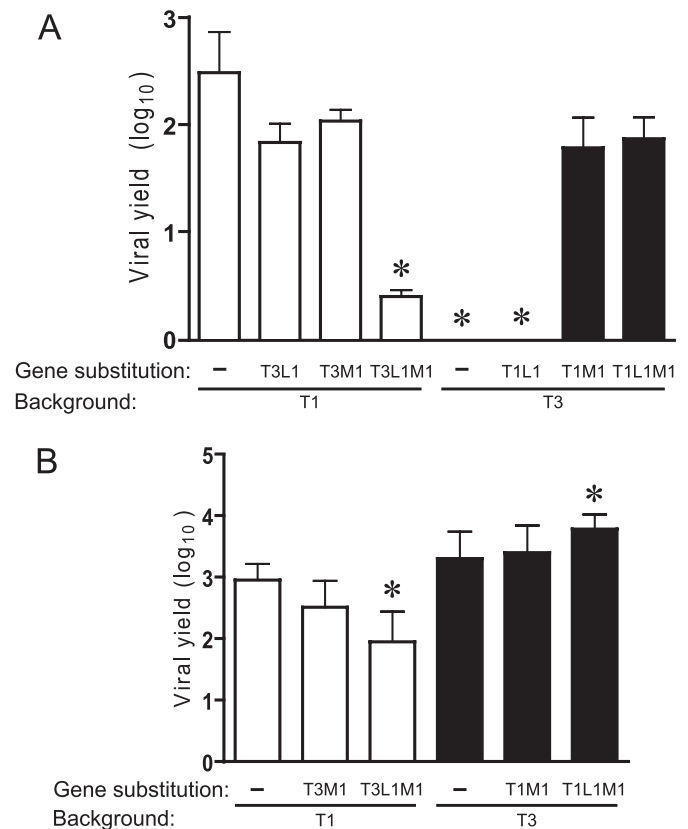 A
Viral yield (log10)
3
2
1
0
*
*
*
Gene substitution: – T3L1 T3M1 T3L1M1 – T1L1 T1M1 T1L1M1
Background: T1 T3
B
Viral yield (log10)
5
4
3
2
1
0
*
*
Gene substitution: – T3M1 T3L1M1 – T1M1 T1L1M1
Background: T1 T3